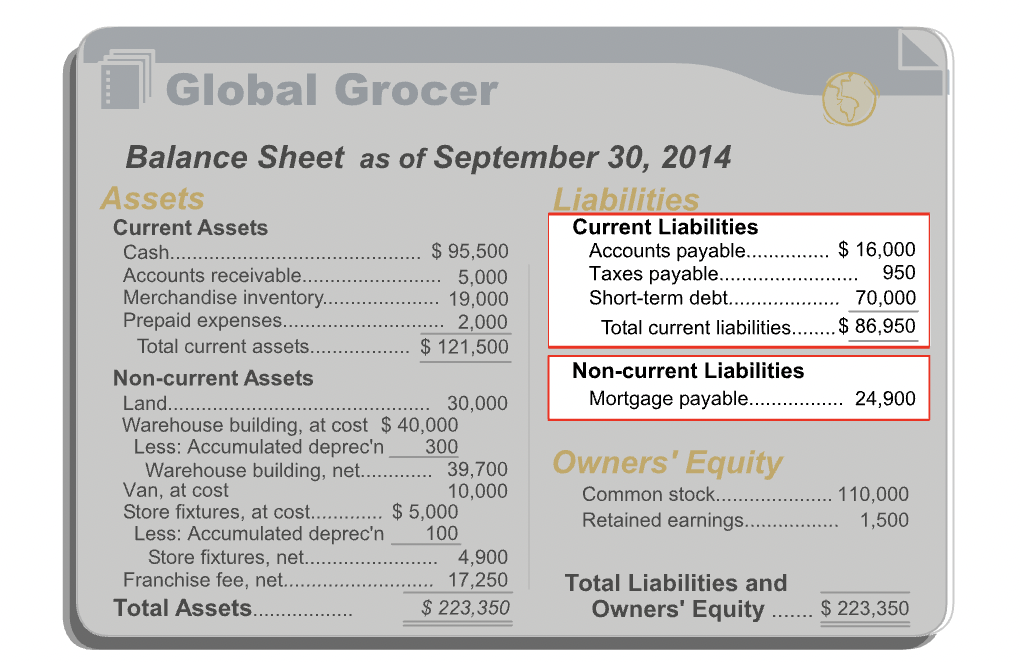 Global Grocer
Balance Sheet as of September 30, 2014
Assets
Current Assets
Cash.......................................... $ 95,500
Accounts receivable........................ 5,000
Merchandise inventory.................... 19,000
Prepaid expenses............................ 2,000
Total current assets.................. $ 121,500
Non-current Assets
Land............................................. 30,000
Warehouse building, at cost $ 40,000
Less: Accumulated deprec'n 300
Warehouse building, net............. 39,700
Van, at cost 10,000
Store fixtures, at cost............. $ 5,000
Less: Accumulated deprec'n 100
Store fixtures, net........................ 4,900
Franchise fee, net.......................... 17,250
Total Assets................. $ 223,350
Liabilities
Current Liabilities
Accounts payable............... $ 16,000
Taxes payable......................... 950
Short-term debt.................... 70,000
Total current liabilities........ $ 86,950
Non-current Liabilities
Mortgage payable................. 24,900
Owners' Equity
Common stock.................... 110,000
Retained earnings................. 1,500
Total Liabilities and
Owners' Equity ....... $ 223,350